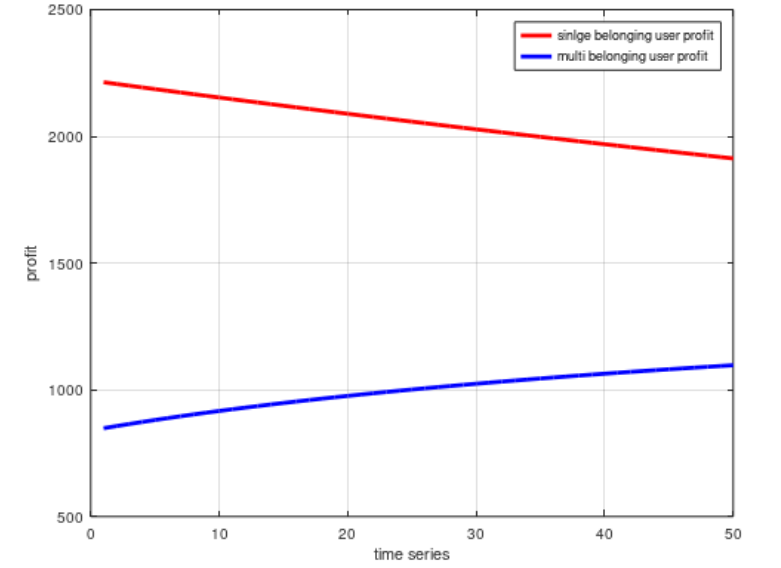 2500
sinlge belonging user profit
multi belonging user profit
2000
1500
profit
1000
500
0 10 20 30 40 50
time series